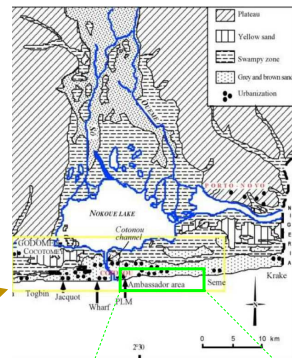 Plateau
Yellow sand
Swampy zone
Grey and brown sand
Urbanization
PORTO-NOVO
NOKOUE LAKE
Cotonou
channel
GODOMEY
COCOTOMEY
Ambassador area
Seme
Krake
Togbin
Jacquot
Wharf
PLM
0 5 10 km
2°30